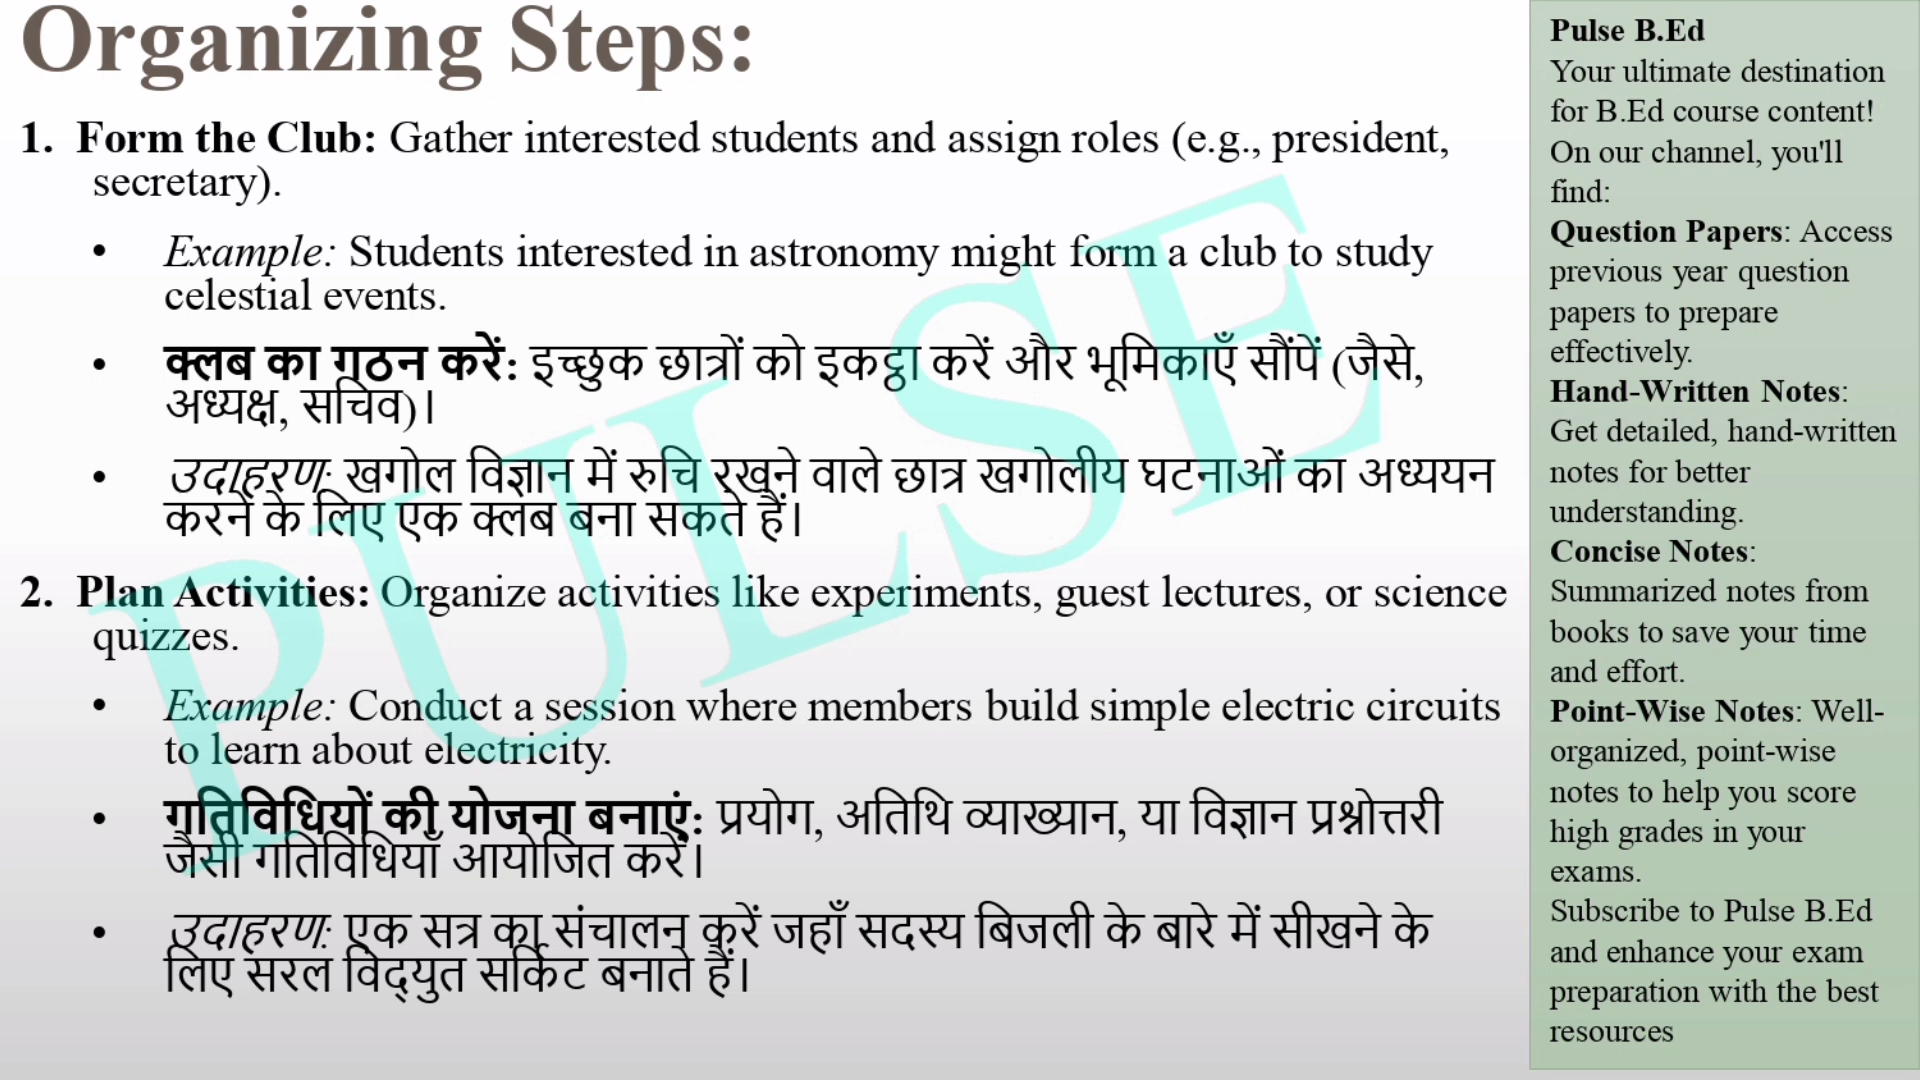 Organizing Steps:
1. Form the Club: Gather interested students and assign roles (e.g., president,
secretary).
• Example: Students interested in astronomy might form a club to study
celestial events.
• क्लब का गठन करें: इच्छुक छात्रों को इकट्ठा करें और भूमिकाएँ सौंपें (जैसे,
अध्यक्ष, सचिव)।
• उदाहरण: खगोल विज्ञान में रुचि रखने वाले छात्र खगोलीय घटनाओं का अध्ययन
करने के लिए एक क्लब बना सकते हैं।
2. Plan Activities: Organize activities like experiments, guest lectures, or science
quizzes.
• Example: Conduct a session where members build simple electric circuits
to learn about electricity.
• गतिविधियों की योजना बनाएं: प्रयोग, अतिथि व्याख्यान, या विज्ञान प्रश्नोत्तरी
जैसी गतिविधियाँ आयोजित करें।
• उदाहरण: एक सत्र का संचालन करें जहाँ सदस्य बिजली के बारे में सीखने के
लिए सरल विद्युत सर्किट बनाते हैं।
PULSE
Pulse B.Ed
Your ultimate destination
for B.Ed course content!
On our channel, you'll
find:
Question Papers: Access
previous year question
papers to prepare
effectively.
Hand-Written Notes:
Get detailed, hand-written
notes for better
understanding.
Concise Notes:
Summarized notes from
books to save your time
and effort.
Point-Wise Notes: Well-
organized, point-wise
notes to help you score
high grades in your
exams.
Subscribe to Pulse B.Ed
and enhance your exam
preparation with the best
resources